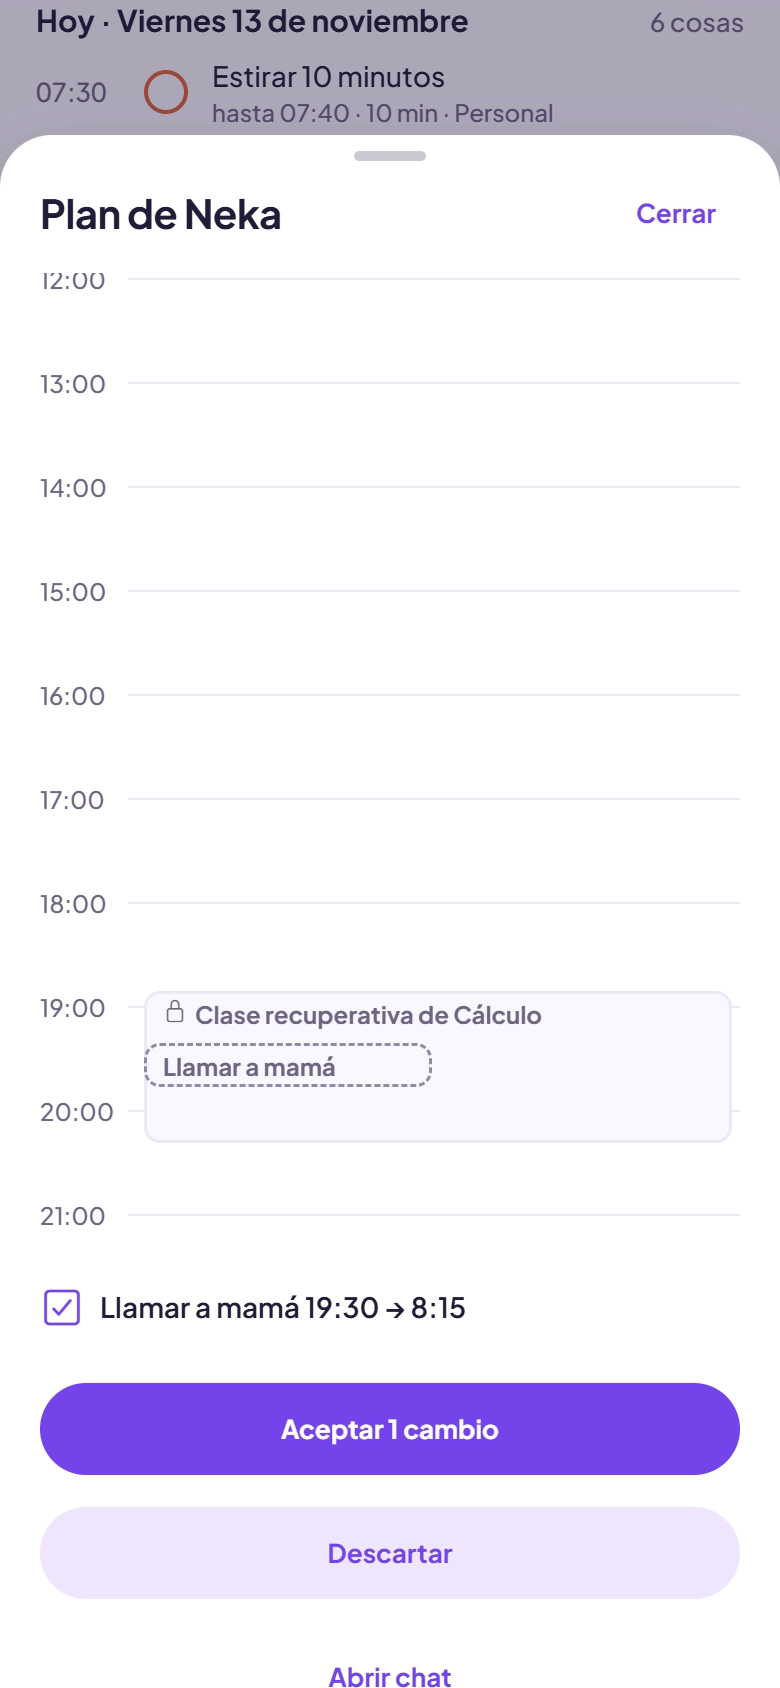 Hoy · Viernes 13 de noviembre 6 cosas
07:30 Estirar 10 minutos
hasta 07:40 · 10 min · Personal
Plan de Neka Cerrar
12:00
13:00
14:00
15:00
16:00
17:00
18:00
19:00 Clase recuperativa de Cálculo
Llamar a mamá
20:00
21:00
Llamar a mamá 19:30 → 8:15
Aceptar 1 cambio
Descartar
Abrir chat